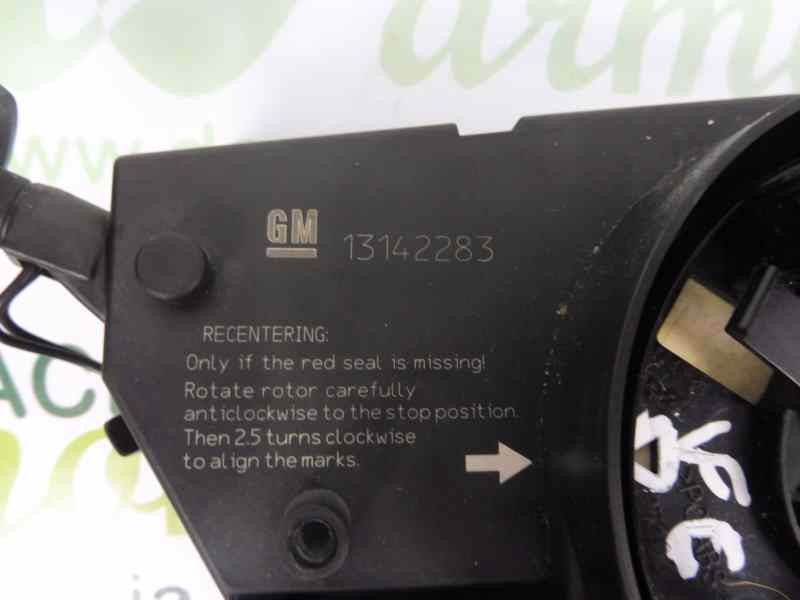 GM 13142283
RECENTERING:
Only if the red seal is missing!
Rotate rotor carefully
anticlockwise to the stop position.
Then 2.5 turns clockwise
to align the marks.